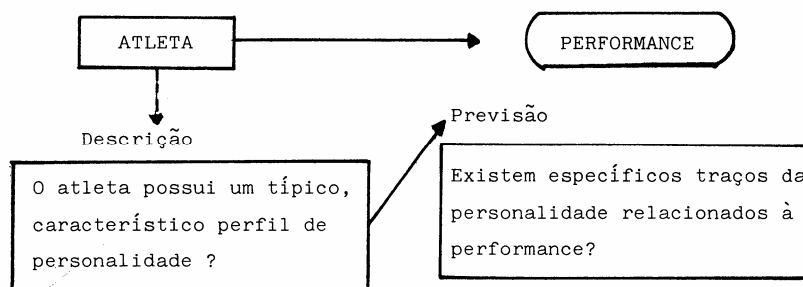 ATLETA
PERFORMANCE
Descrição
O atleta possui um típico,
característico perfil de
personalidade ?
Previsão
Existem específicos traços da
personalidade relacionados à
performance?